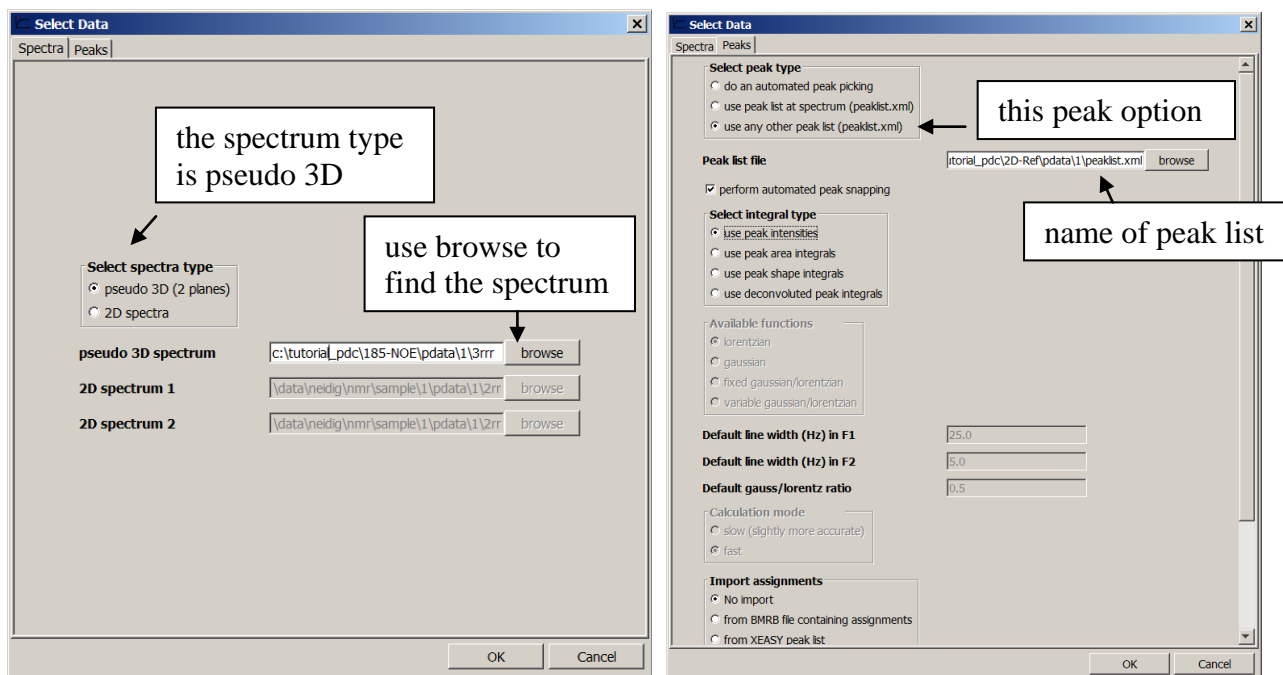 Select Data
Spectra Peaks
the spectrum type
is pseudo 3D
use browse to
find the spectrum
Select spectra type
pseudo 3D (2 planes)
2D spectra
pseudo 3D spectrum c:\tutorial_pdc\185-NOE\pdata\1\3rrr browse
2D spectrum 1 \data\neidig\nmr\sample\1\pdata\1\2rr browse
2D spectrum 2 \data\neidig\nmr\sample\1\pdata\1\2rr browse
OK Cancel
Select Data
Spectra Peaks
Select peak type
do an automated peak picking
use peak list at spectrum (peaklist.xml)
use any other peak list (peaklist.xml)
this peak option
Peak list file itorial_pdc\2D-Ref\pdata\1\peaklist.xml browse
perform automated peak snapping
name of peak list
Select integral type
use peak intensities
use peak area integrals
use peak shape integrals
use deconvoluted peak integrals
Available functions
lorentzian
gaussian
fixed gaussian/lorentzian
variable gaussian/lorentzian
Default line width (Hz) in F1 25.0
Default line width (Hz) in F2 5.0
Default gauss/lorentz ratio 0.5
Calculation mode
slow (slightly more accurate)
fast
Import assignments
No import
from BMRB file containing assignments
from XEASY peak list
OK Cancel